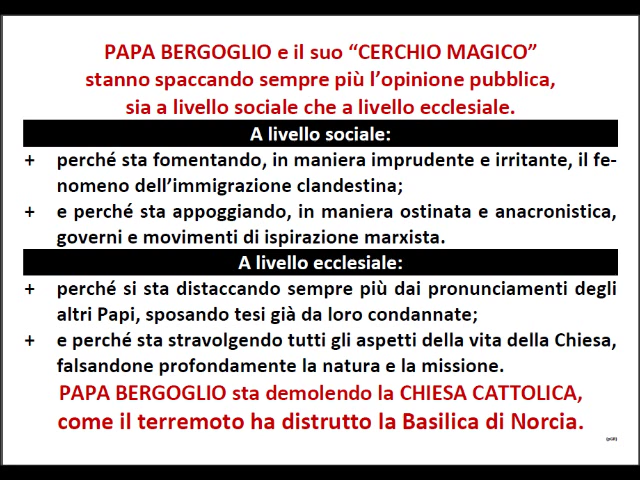 PAPA BERGOGLIO e il suo “CERCHIO MAGICO”
stanno spaccando sempre più l’opinione pubblica,
sia a livello sociale che a livello ecclesiale.
A livello sociale:
+ perché sta fomentando, in maniera imprudente e irritante, il fe-
nomeno dell’immigrazione clandestina;
+ e perché sta appoggiando, in maniera ostinata e anacronistica,
governi e movimenti di ispirazione marxista.
A livello ecclesiale:
+ perché si sta distaccando sempre più dai pronunciamenti degli
altri Papi, sposando tesi già da loro condannate;
+ e perché sta stravolgendo tutti gli aspetti della vita della Chiesa,
falsandone profondamente la natura e la missione.
PAPA BERGOGLIO sta demolendo la CHIESA CATTOLICA,
come il terremoto ha distrutto la Basilica di Norcia.